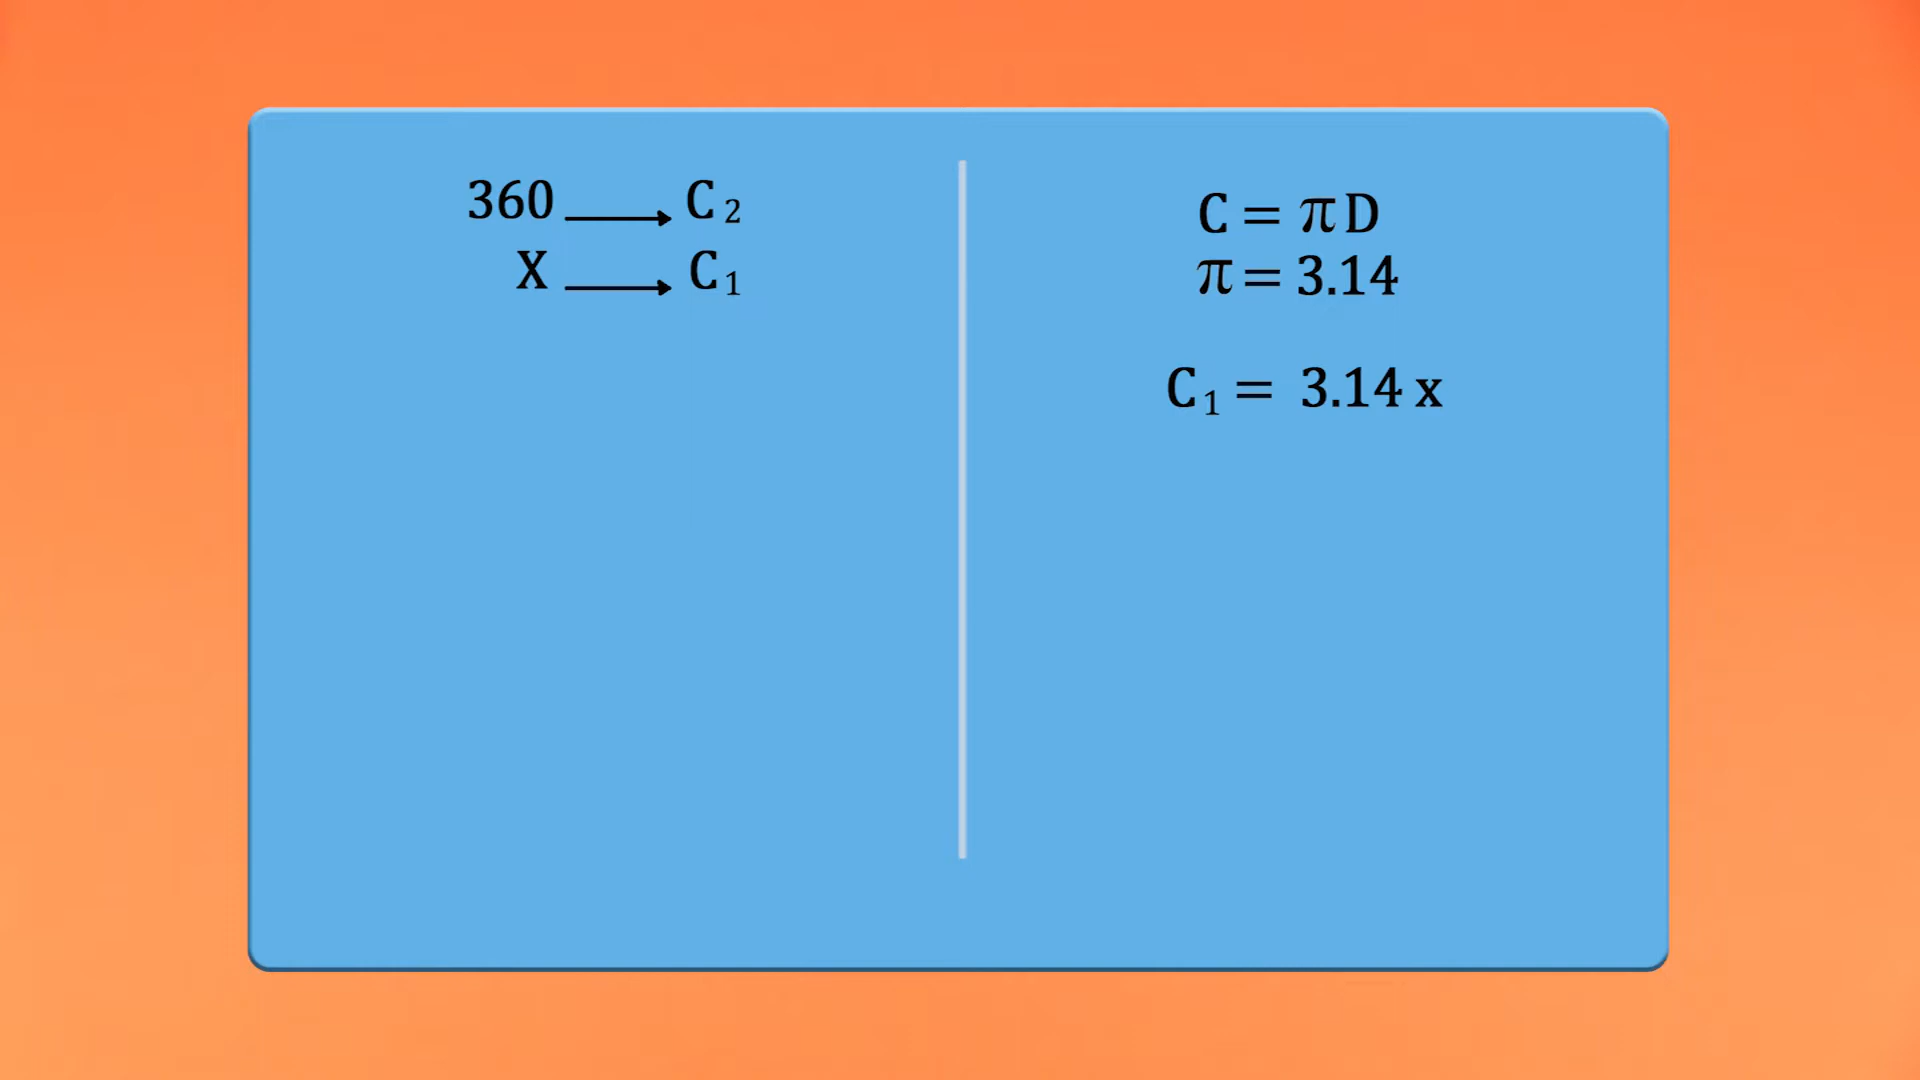 360 → C₂
X → C₁
C = πD
π = 3.14
C₁ = 3.14 x